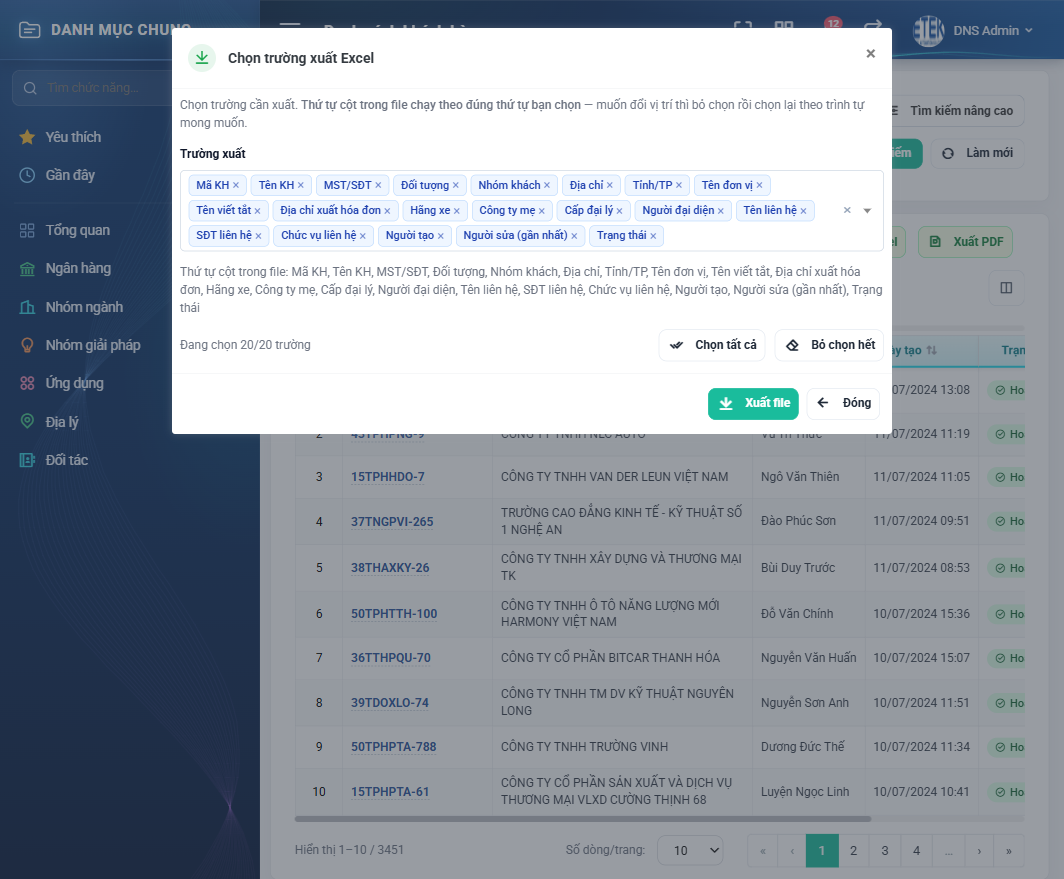 DANH MỤC CHUNG
12
DNS Admin
Tìm chức năng...
Yêu thích
Gần đây
Tổng quan
Ngân hàng
Nhóm ngành
Nhóm giải pháp
Ứng dụng
Địa lý
Đối tác
Chọn trường xuất Excel
×
Chọn trường cần xuất. Thứ tự cột trong file chạy theo đúng thứ tự bạn chọn — muốn đổi vị trí thì bỏ chọn rồi chọn lại theo trình tự
mong muốn.
Trường xuất
Mã KH × Tên KH × MST/SĐT × Đối tượng × Nhóm khách × Địa chỉ × Tỉnh/TP × Tên đơn vị ×
Tên viết tắt × Địa chỉ xuất hóa đơn × Hãng xe × Công ty mẹ × Cấp đại lý × Người đại diện × Tên liên hệ × ×
SĐT liên hệ × Chức vụ liên hệ × Người tạo × Người sửa (gần nhất) × Trạng thái ×
Thứ tự cột trong file: Mã KH, Tên KH, MST/SĐT, Đối tượng, Nhóm khách, Địa chỉ, Tỉnh/TP, Tên đơn vị, Tên viết tắt, Địa chỉ xuất hóa
đơn, Hãng xe, Công ty mẹ, Cấp đại lý, Người đại diện, Tên liên hệ, SĐT liên hệ, Chức vụ liên hệ, Người tạo, Người sửa (gần nhất), Trạng
thái
Đang chọn 20/20 trường
Chọn tất cả
Bỏ chọn hết
Xuất file
Đóng
Tìm kiếm nâng cao
Làm mới
Xuất PDF
tạo
07/2024 13:08
11:19
3 15TPHHDO-7 CÔNG TY TNHH VAN DER LEUN VIỆT NAM Ngô Văn Thiên 11/07/2024 11:05
4 37TNGPVI-265 TRƯỜNG CAO ĐẲNG KINH TẾ - KỸ THUẬT SỐ Đào Phúc Sơn 11/07/2024 09:51
1 NGHỆ AN
5 38THAXKY-26 CÔNG TY TNHH XÂY DỰNG VÀ THƯƠNG MẠI Bùi Duy Trước 11/07/2024 08:53
TK
6 50TPHTTH-100 CÔNG TY TNHH Ô TÔ NĂNG LƯỢNG MỚI Đỗ Văn Chính 10/07/2024 15:36
HARMONY VIỆT NAM
7 36TTHPQU-70 CÔNG TY CỔ PHẦN BITCAR THANH HÓA Nguyễn Văn Huấn 10/07/2024 15:07
8 39TDOXLO-74 CÔNG TY TNHH TM DV KỸ THUẬT NGUYÊN Nguyễn Sơn Anh 10/07/2024 11:51
LONG
9 50TPHPTA-788 CÔNG TY TNHH TRƯỜNG VINH Dương Đức Thế 10/07/2024 11:34
10 15TPHPTA-61 CÔNG TY CỔ PHẦN SẢN XUẤT VÀ DỊCH VỤ Luyện Ngọc Linh 10/07/2024 10:41
THƯƠNG MẠI VLXD CƯỜNG THỊNH 68
Hiển thị 1–10 / 3451
Số dòng/trang: 10
« ‹ 1 2 3 4 ... › »